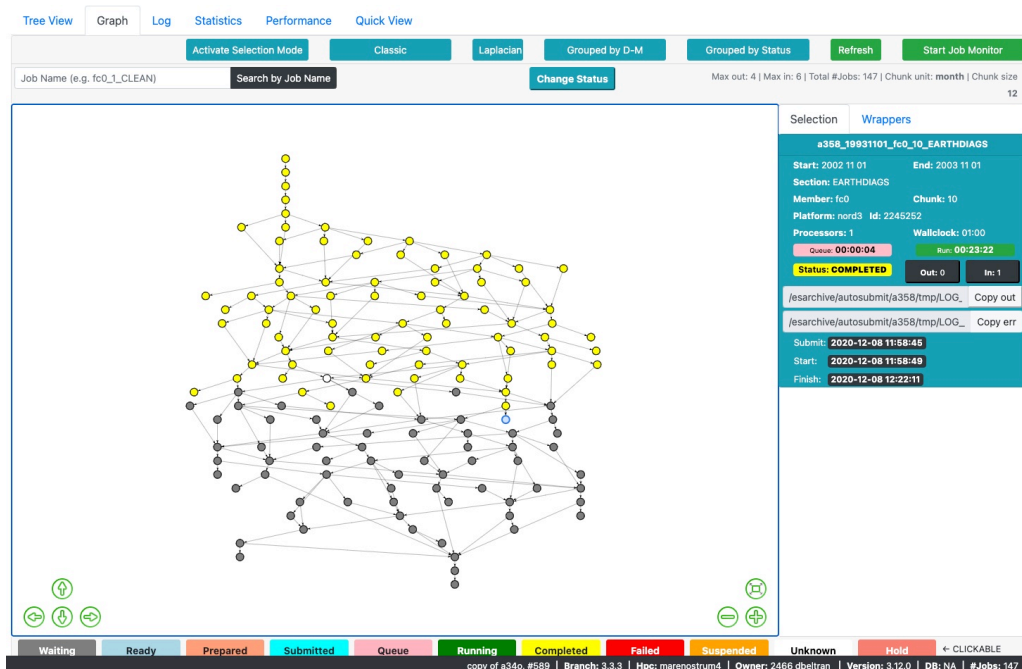 Tree View Graph Log Statistics Performance Quick View
Activate Selection Mode Classic Laplacian Grouped by D-M Grouped by Status Refresh Start Job Monitor
Job Name (e.g. fc0_1_CLEAN) Search by Job Name Change Status Max out: 4 | Max in: 6 | Total #Jobs: 147 | Chunk unit: month | Chunk size
12
Selection Wrappers
a358_19931101_fc0_10_EARTHDIAGS
Start: 2002 11 01 End: 2003 11 01
Section: EARTHDIAGS
Member: fc0 Chunk: 10
Platform: nord3 Id: 2245252
Processors: 1 Wallclock: 01:00
Queue: 00:00:04 Run: 00:23:22
Status: COMPLETED Out: 0 In: 1
/esarchive/autosubmit/a358/tmp/LOG_ Copy out
/esarchive/autosubmit/a358/tmp/LOG_ Copy err
Submit: 2020-12-08 11:58:45
Start: 2020-12-08 11:58:49
Finish: 2020-12-08 12:22:11
Waiting Ready Prepared Submitted Queue Running Completed Failed Suspended Unknown Hold ← CLICKABLE
copy of a34o, #589 | Branch: 3.3.3 | Hpc: marenostrum4 | Owner: 2466 dbeltran | Version: 3.12.0 | DB: NA | #Jobs: 147